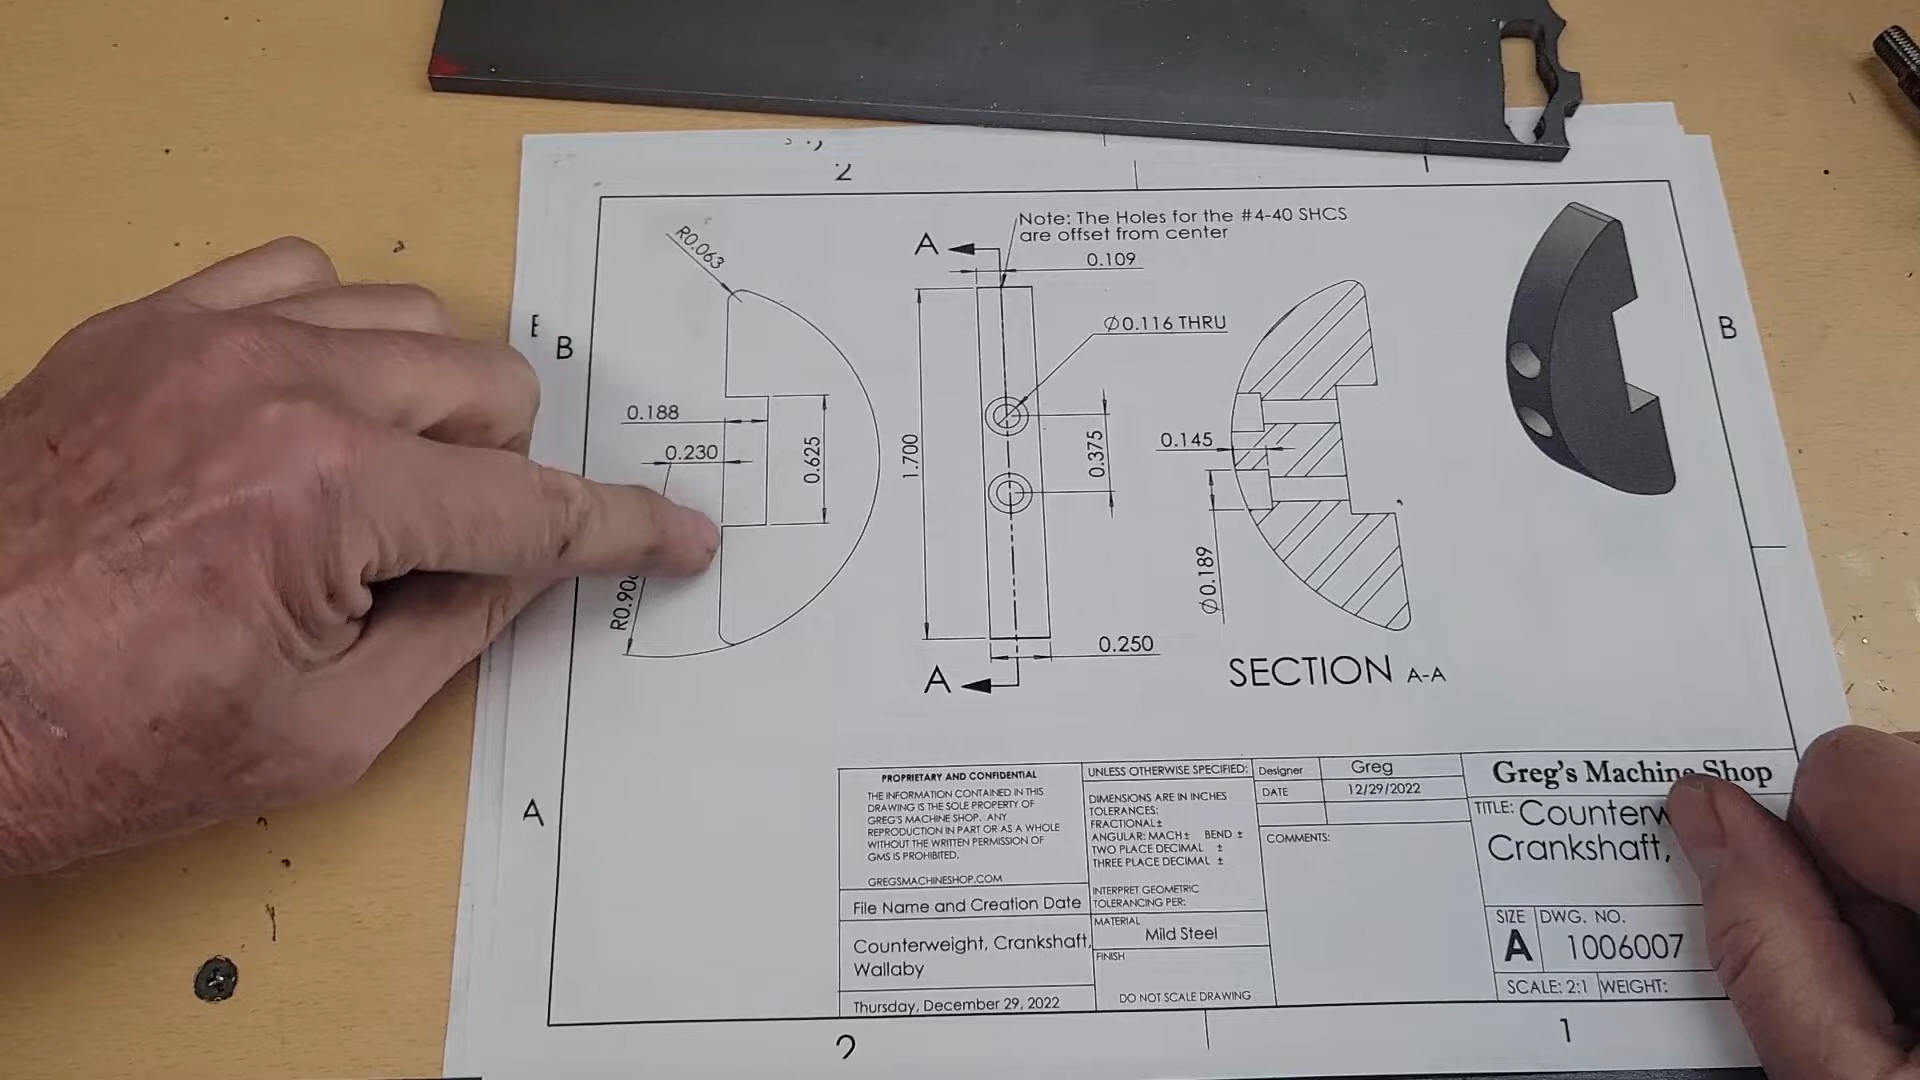 2
Note: The Holes for the #4-40 SHCS
are offset from center
R0.063
A
0.109
Ø0.116 THRU
B
B
0.188
0.230
0.625
1.700
0.375
0.145
Ø0.189
0.250
A
SECTION A-A
A
PROPRIETARY AND CONFIDENTIAL
THE INFORMATION CONTAINED IN THIS
DRAWING IS THE SOLE PROPERTY OF
GREG'S MACHINE SHOP. ANY
REPRODUCTION IN PART OR AS A WHOLE
WITHOUT THE WRITTEN PERMISSION OF
GMS IS PROHIBITED.
GREGSMACHINESHOP.COM
File Name and Creation Date
Counterweight, Crankshaft,
Wallaby
Thursday, December 29, 2022
UNLESS OTHERWISE SPECIFIED:
DIMENSIONS ARE IN INCHES
TOLERANCES:
FRACTIONAL±
ANGULAR: MACH± BEND ±
TWO PLACE DECIMAL ±
THREE PLACE DECIMAL ±
INTERPRET GEOMETRIC
TOLERANCING PER:
MATERIAL
Mild Steel
FINISH
DO NOT SCALE DRAWING
Designer Greg
DATE 12/29/2022
COMMENTS:
Greg's Machine Shop
TITLE:
Crankshaft,
SIZE DWG. NO.
A 1006007
SCALE: 2:1 WEIGHT:
1